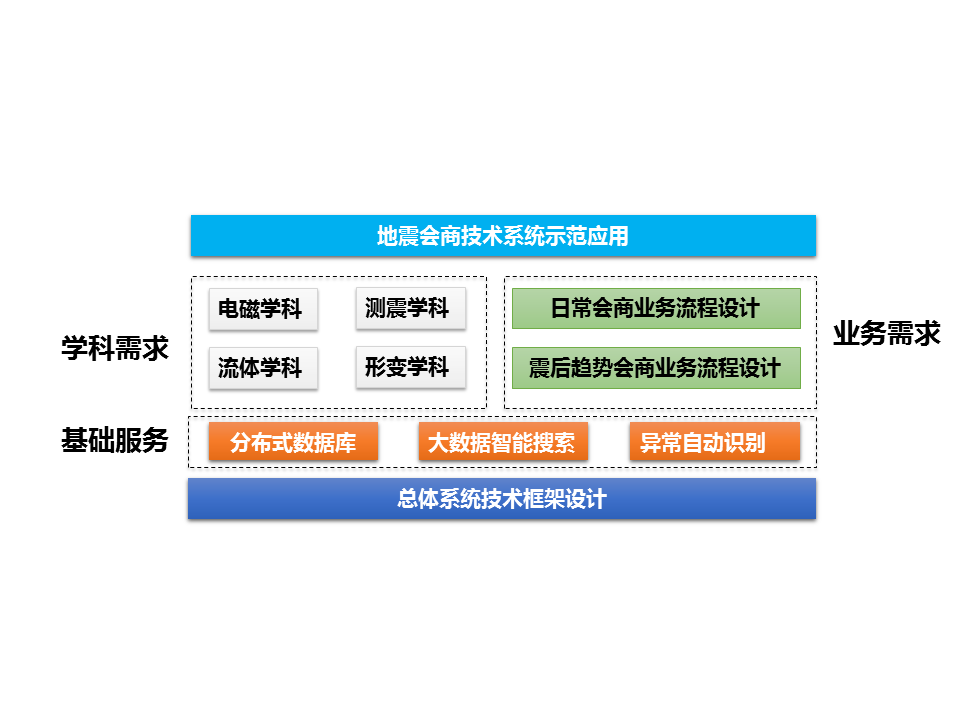 地震会商技术系统示范应用
学科需求
电磁学科
测震学科
流体学科
形变学科
日常会商业务流程设计
震后趋势会商业务流程设计
业务需求
基础服务
分布式数据库
大数据智能搜索
异常自动识别
总体系统技术框架设计